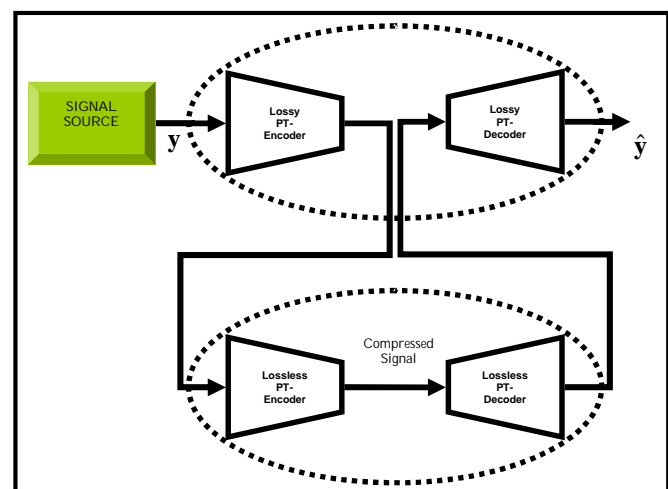 SIGNAL
SOURCE
y
Lossy
PT-
Encoder
Lossy
PT-
Decoder
ŷ
Compressed
Signal
Lossless
PT-
Encoder
Lossless
PT-
Decoder